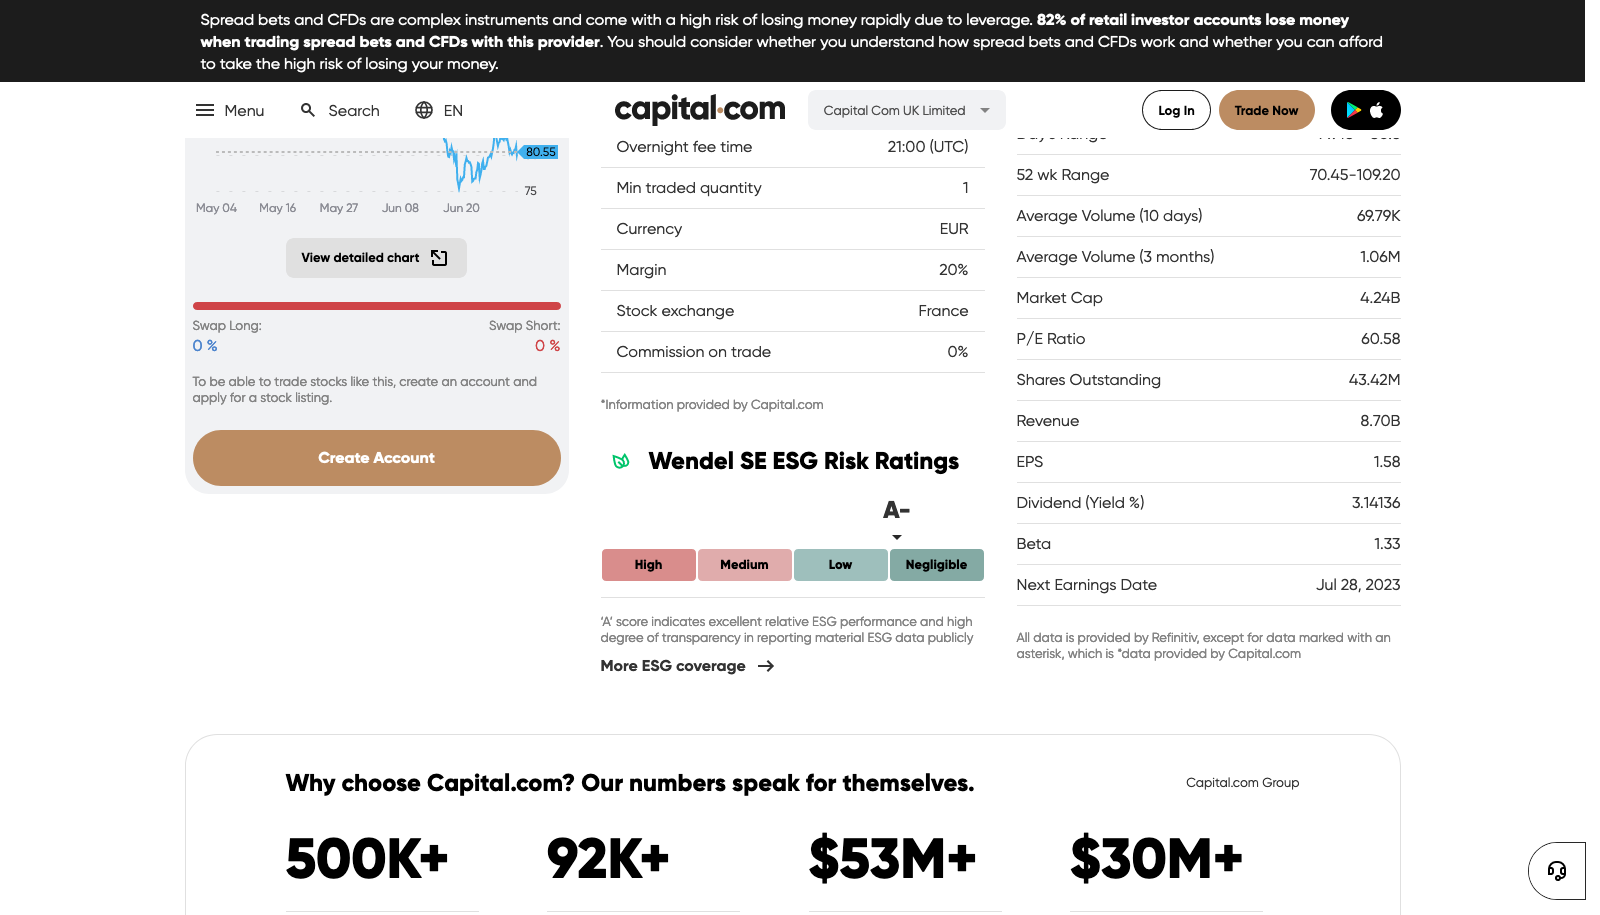 Spread bets and CFDs are complex instruments and come with a high risk of losing money rapidly due to leverage. 82% of retail investor accounts lose money
when trading spread bets and CFDs with this provider. You should consider whether you understand how spread bets and CFDs work and whether you can afford
to take the high risk of losing your money.
Menu
Search
EN
capital.com
Capital Com UK Limited
Log In
Trade Now
80.55
75
May 04
May 16
May 27
Jun 08
Jun 20
View detailed chart
Swap Long:
Swap Short:
0 %
0 %
To be able to trade stocks like this, create an account and
apply for a stock listing.
Create Account
Overnight fee time 21:00 (UTC)
Min traded quantity 1
Currency EUR
Margin 20%
Stock exchange France
Commission on trade 0%
*Information provided by Capital.com
Wendel SE ESG Risk Ratings
A-
High
Medium
Low
Negligible
‘A’ score indicates excellent relative ESG performance and high
degree of transparency in reporting material ESG data publicly
More ESG coverage
52 wk Range 70.45-109.20
Average Volume (10 days) 69.79K
Average Volume (3 months) 1.06M
Market Cap 4.24B
P/E Ratio 60.58
Shares Outstanding 43.42M
Revenue 8.70B
EPS 1.58
Dividend (Yield %) 3.14136
Beta 1.33
Next Earnings Date Jul 28, 2023
All data is provided by Refinitiv, except for data marked with an
asterisk, which is *data provided by Capital.com
Why choose Capital.com? Our numbers speak for themselves.
Capital.com Group
500K+
92K+
$53M+
$30M+